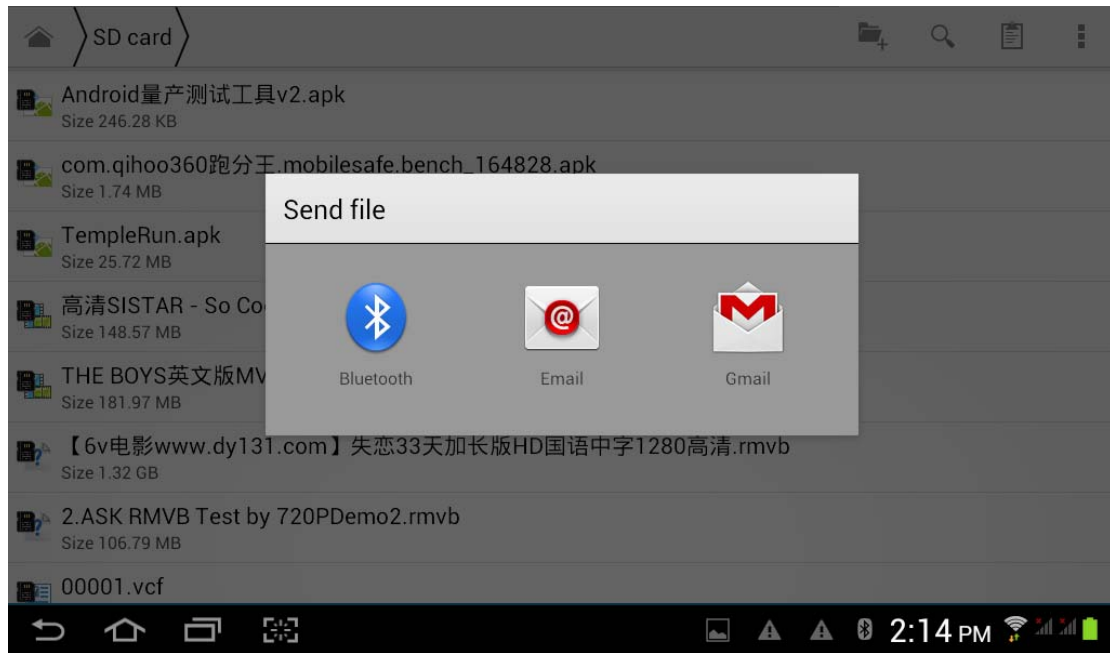 SD card
Android量产测试工具v2.apk
Size 246.28 KB
com.qihoo360跑分王.mobilesafe.bench_164828.apk
Size 1.74 MB
Send file
TempleRun.apk
Size 25.72 MB
高清SISTAR - So Co
Size 148.57 MB
THE BOYS英文版MV
Size 181.97 MB
Bluetooth
Email
Gmail
【6v电影www.dy131.com】失恋33天加长版HD国语中字1280高清.rmvb
Size 1.32 GB
2.ASK RMVB Test by 720PDemo2.rmvb
Size 106.79 MB
00001.vcf
2:14 PM